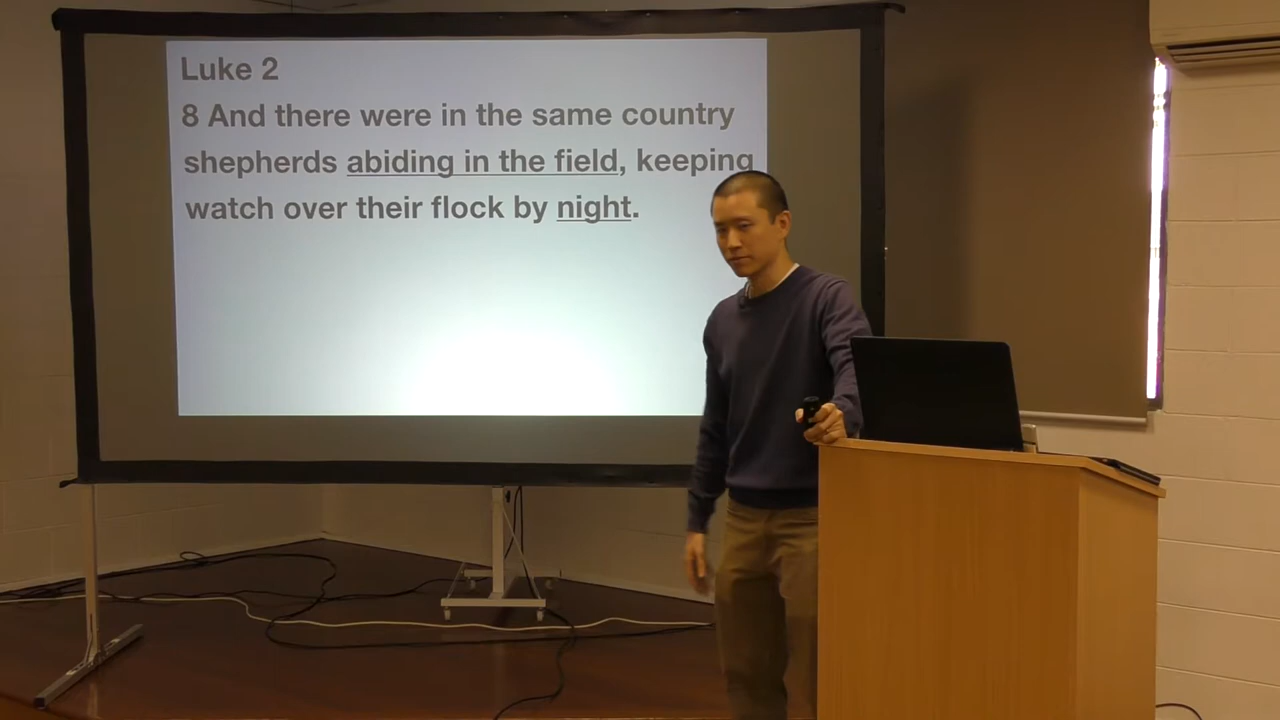 Luke 2
8 And there were in the same country
shepherds abiding in the field, keeping
watch over their flock by night.